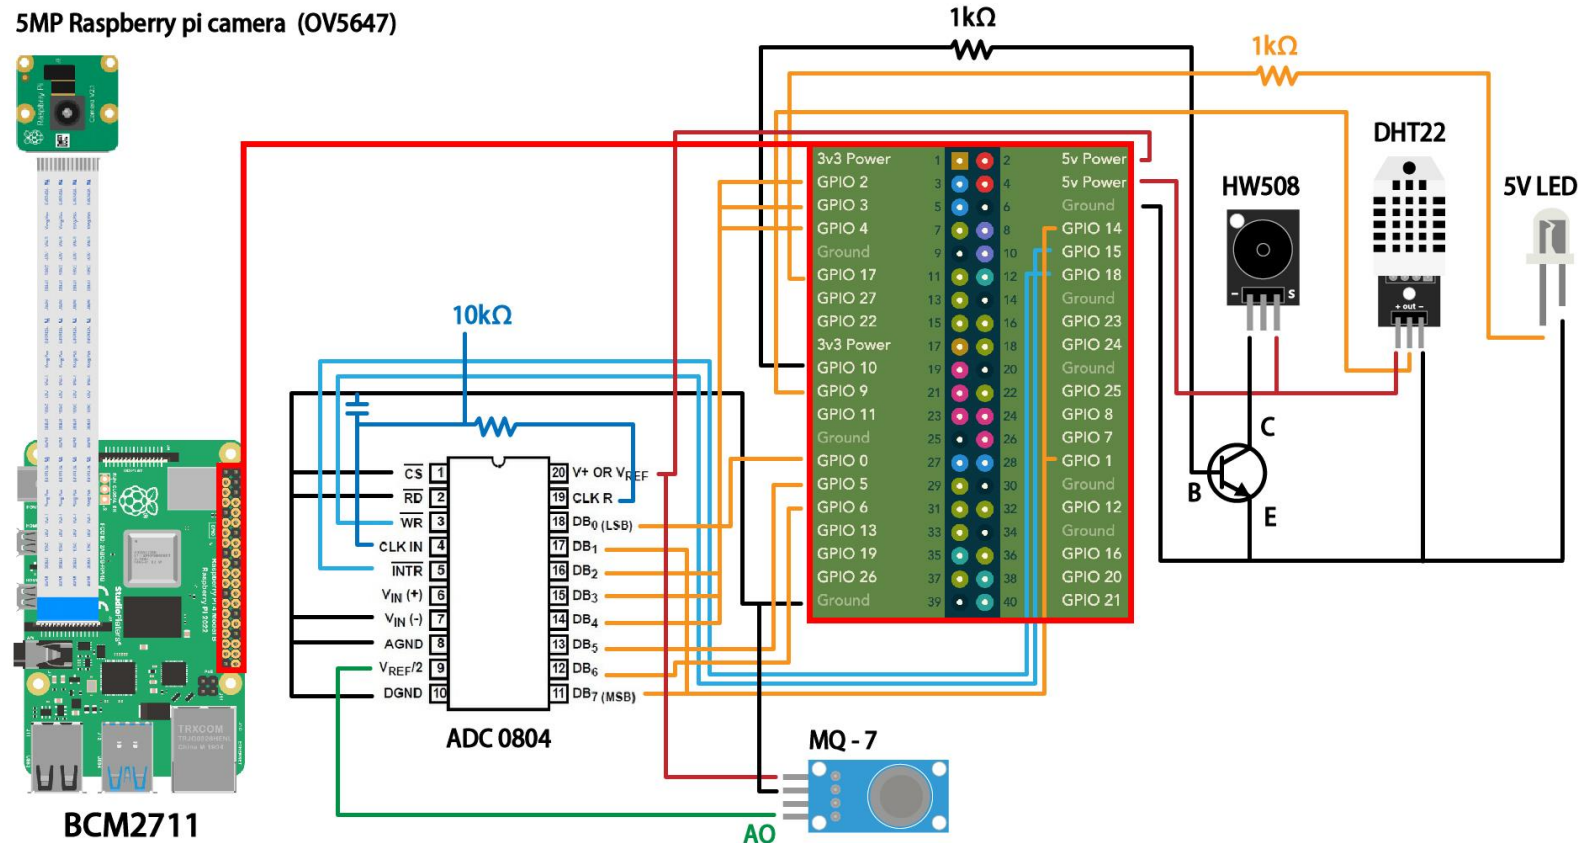 5MP Raspberry pi camera (OV5647)
1kΩ
1kΩ
DHT22
HW508
5V LED
3v3 Power 1 2 5v Power
GPIO 2 3 4 5v Power
GPIO 3 5 6 Ground
GPIO 4 7 8 GPIO 14
Ground 9 10 GPIO 15
GPIO 17 11 12 GPIO 18
GPIO 27 13 14 Ground
GPIO 22 15 16 GPIO 23
3v3 Power 17 18 GPIO 24
GPIO 10 19 20 Ground
GPIO 9 21 22 GPIO 25
GPIO 11 23 24 GPIO 8
Ground 25 26 GPIO 7
GPIO 0 27 28 GPIO 1
GPIO 5 29 30 Ground
GPIO 6 31 32 GPIO 12
GPIO 13 33 34 Ground
GPIO 19 35 36 GPIO 16
GPIO 26 37 38 GPIO 20
Ground 39 40 GPIO 21
- S
+ out -
C
B
E
10kΩ
CS 1 20 V+ OR VREF
RD 2 19 CLK R
WR 3 18 DB0 (LSB)
CLK IN 4 17 DB1
INTR 5 16 DB2
VIN (+) 6 15 DB3
VIN (-) 7 14 DB4
AGND 8 13 DB5
VREF/2 9 12 DB6
DGND 10 11 DB7 (MSB)
ADC 0804
MQ - 7
AO
Raspberry Pi
TRXCOM
BCM2711